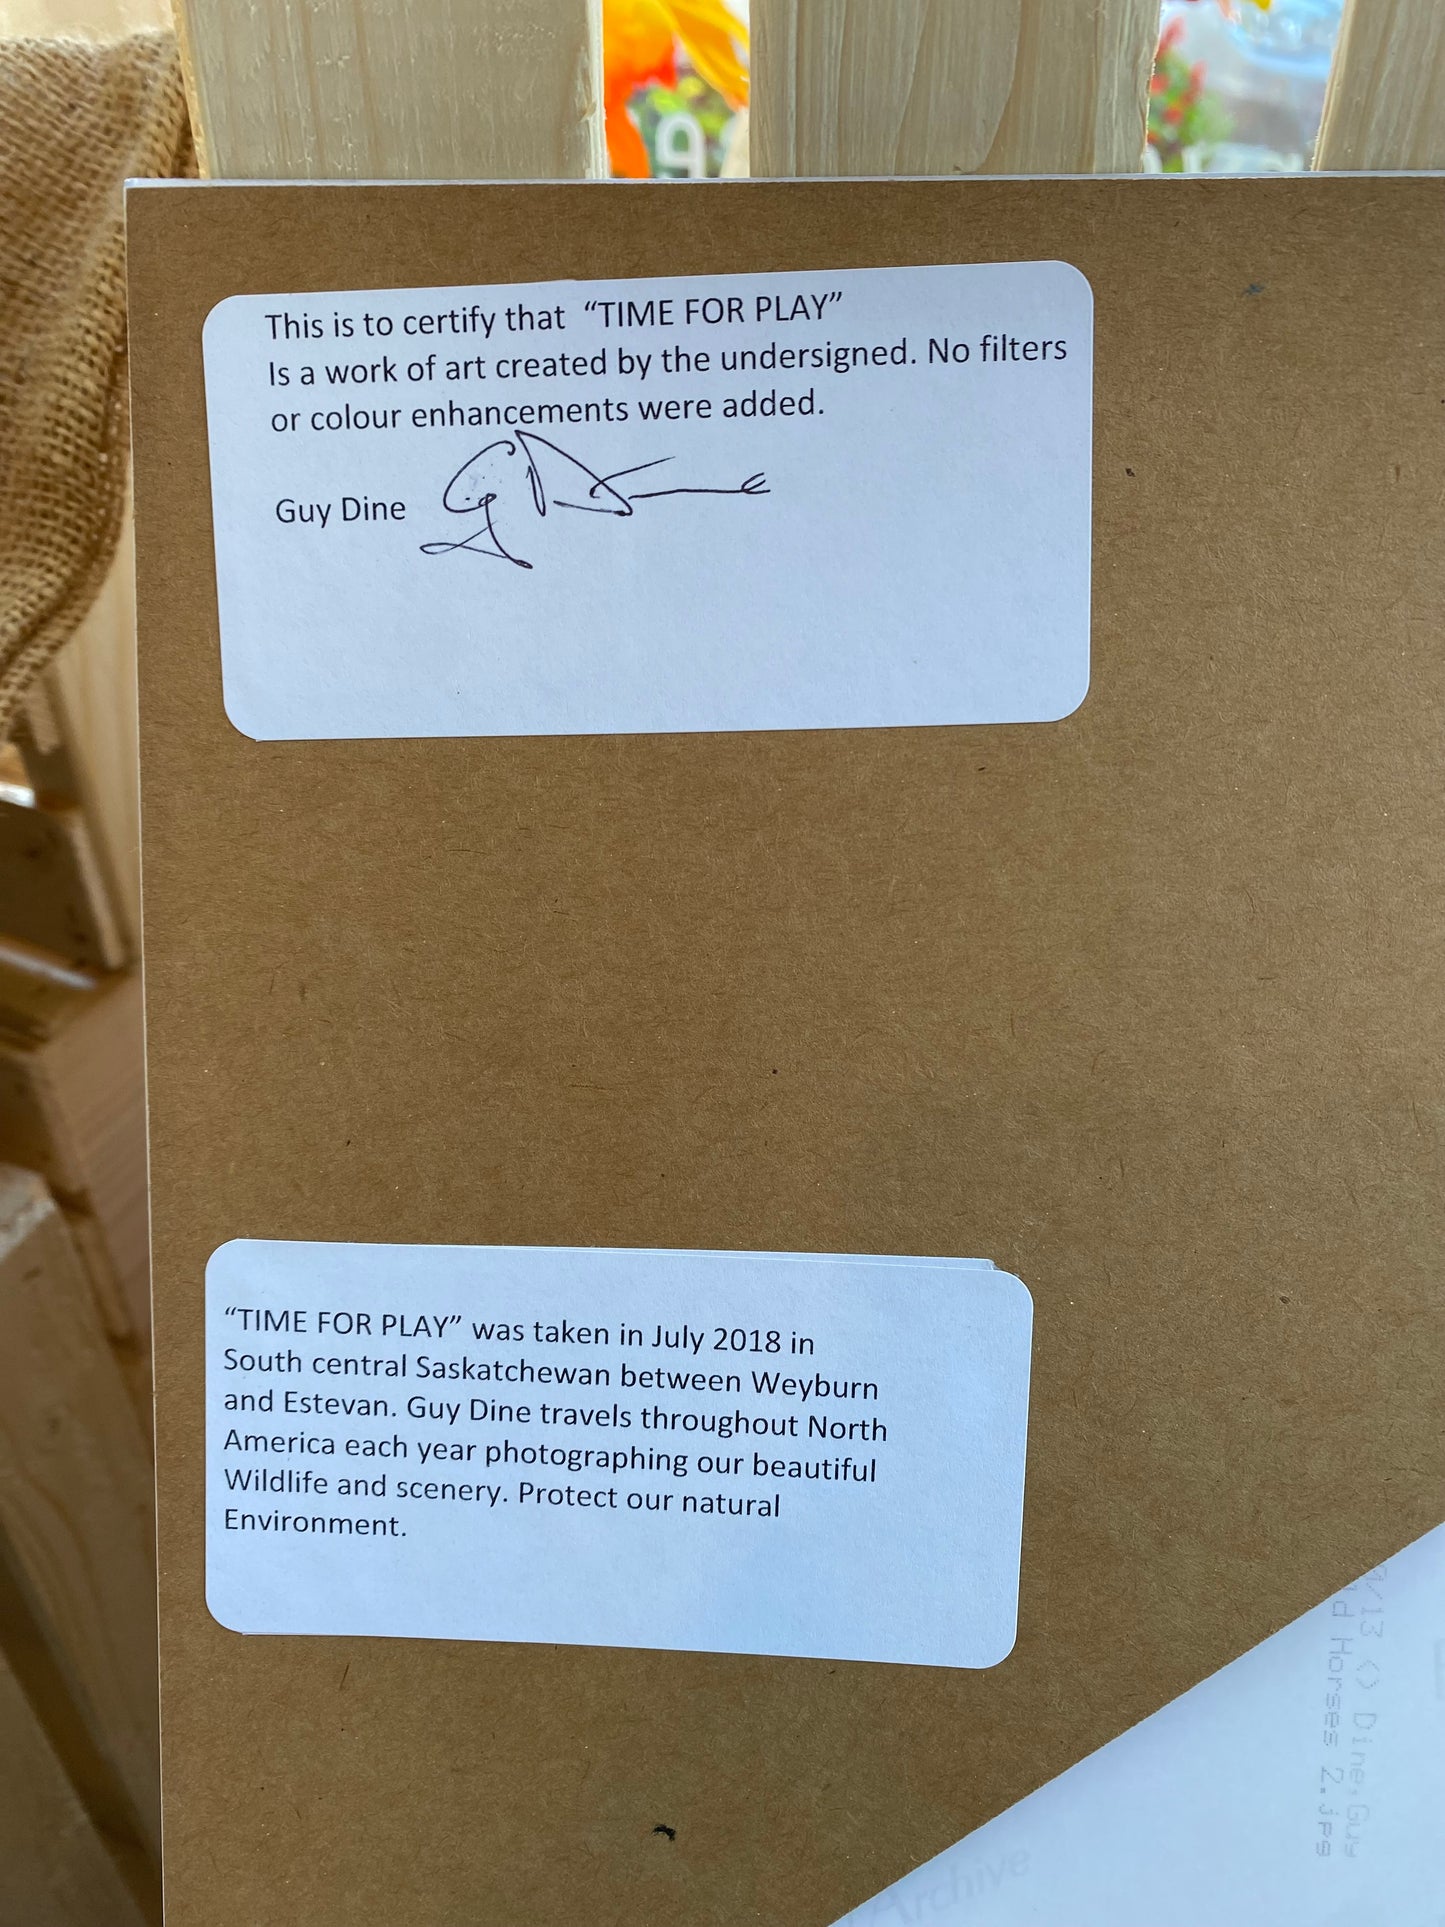 This is to certify that “TIME FOR PLAY”
Is a work of art created by the undersigned. No filters
or colour enhancements were added.
Guy Dine
“TIME FOR PLAY” was taken in July 2018 in
South central Saskatchewan between Weyburn
and Estevan. Guy Dine travels throughout North
America each year photographing our beautiful
Wildlife and scenery. Protect our natural
Environment.
/13 <> Dine,Guy
Horses 2.jpg
Archive